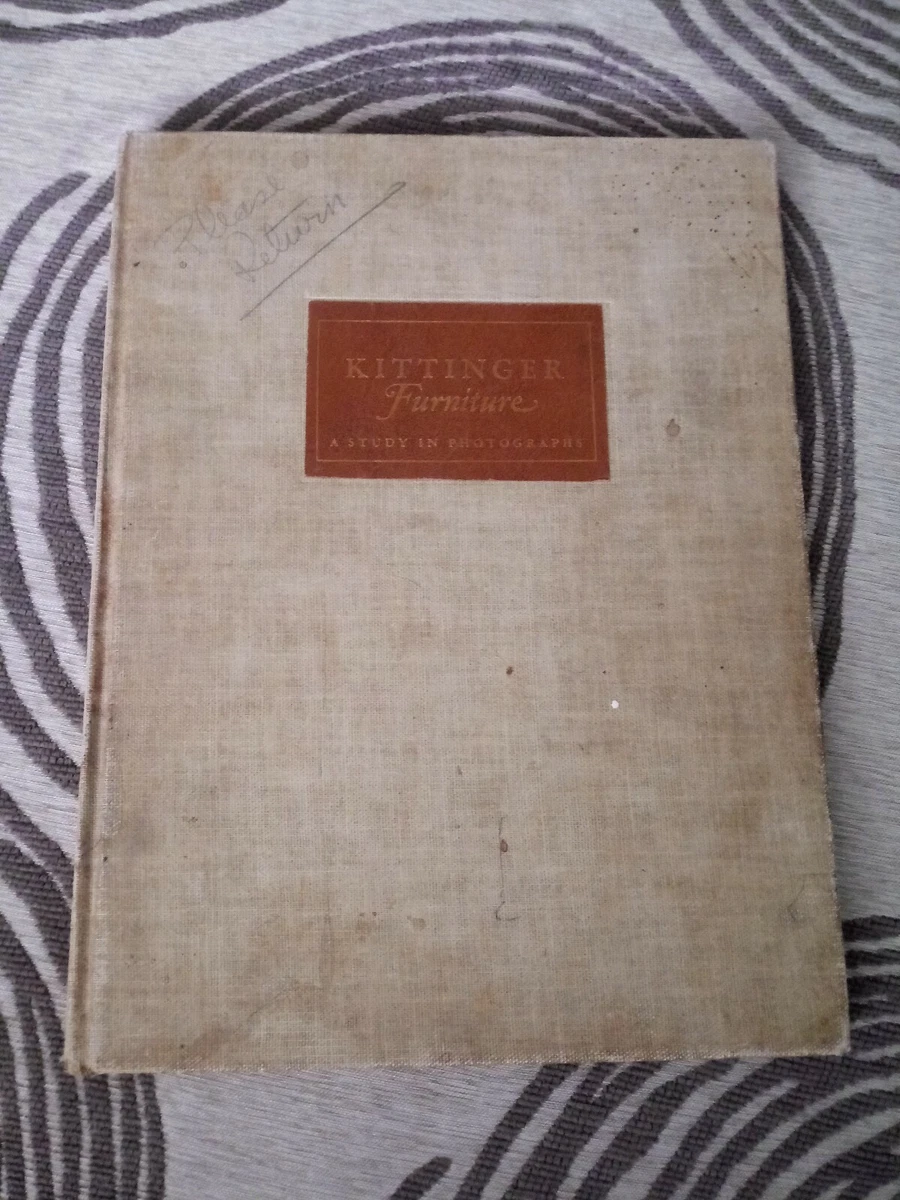 Please
Return
KITTINGER
Furniture
A STUDY IN PHOTOGRAPHS